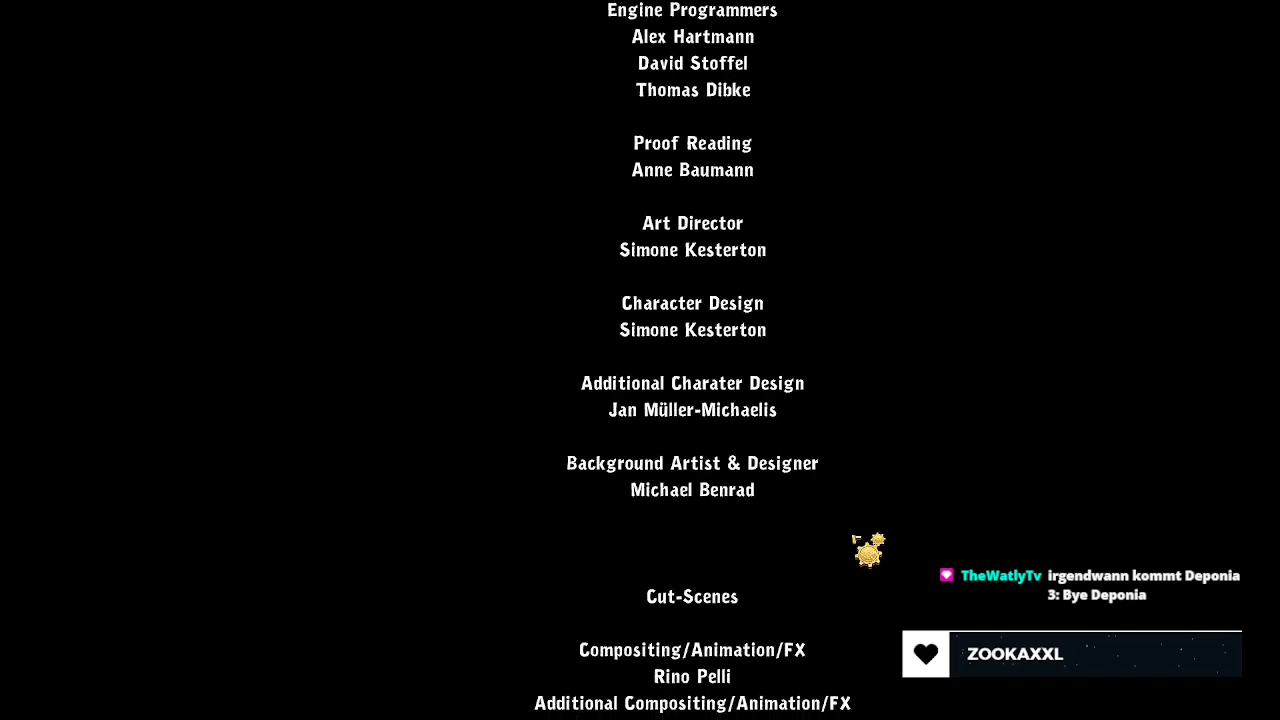 Engine Programmers
Alex Hartmann
David Stoffel
Thomas Dibke
Proof Reading
Anne Baumann
Art Director
Simone Kesterton
Character Design
Simone Kesterton
Additional Charater Design
Jan Müller-Michaelis
Background Artist & Designer
Michael Benrad
Cut-Scenes
Compositing/Animation/FX
Rino Pelli
Additional Compositing/Animation/FX
TheWatlyTv irgendwann kommt Deponia
3: Bye Deponia
ZOOKAXXL